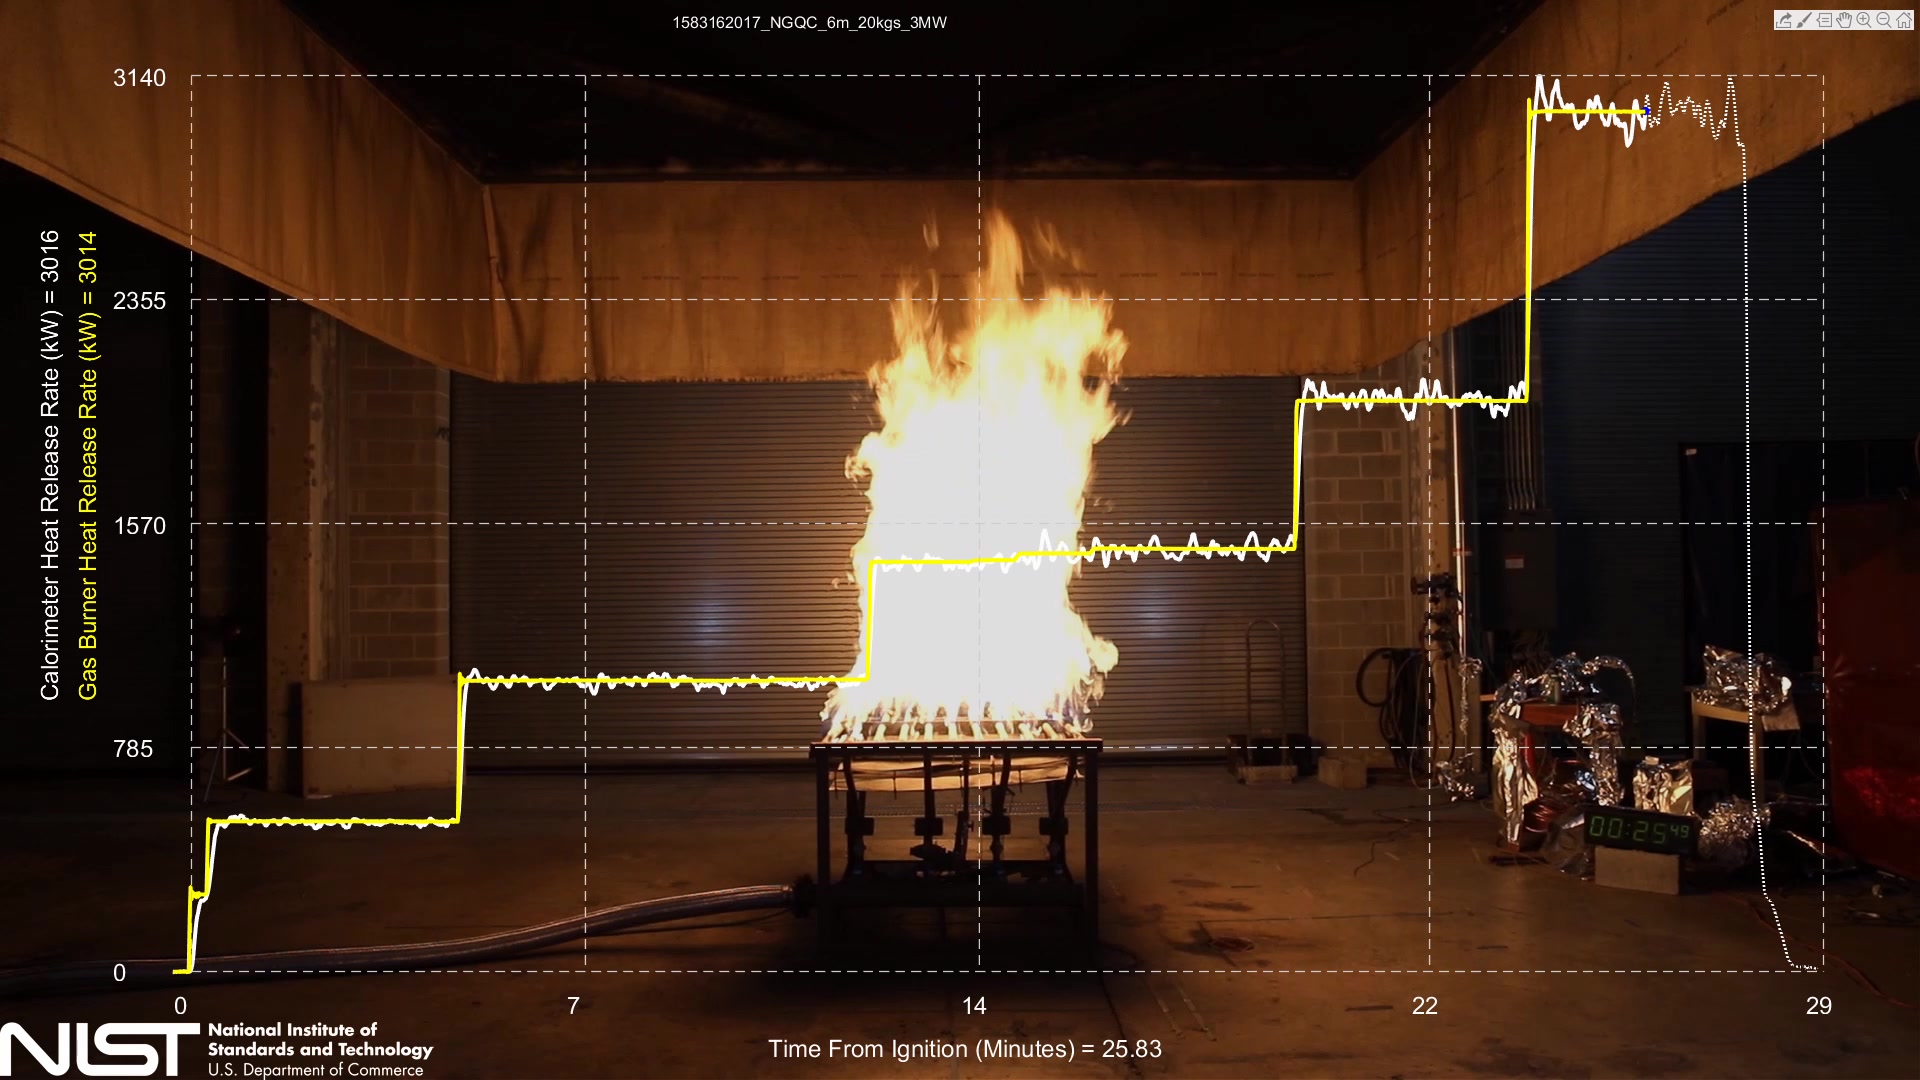 1583162017_NGQC_6m_20kgs_3MW
3140
2355
1570
785
0
Calorimeter Heat Release Rate (kW) = 3016
Gas Burner Heat Release Rate (kW) = 3014
0
7
14
22
29
Time From Ignition (Minutes) = 25.83
00:25 49
NIST
National Institute of
Standards and Technology
U.S. Department of Commerce